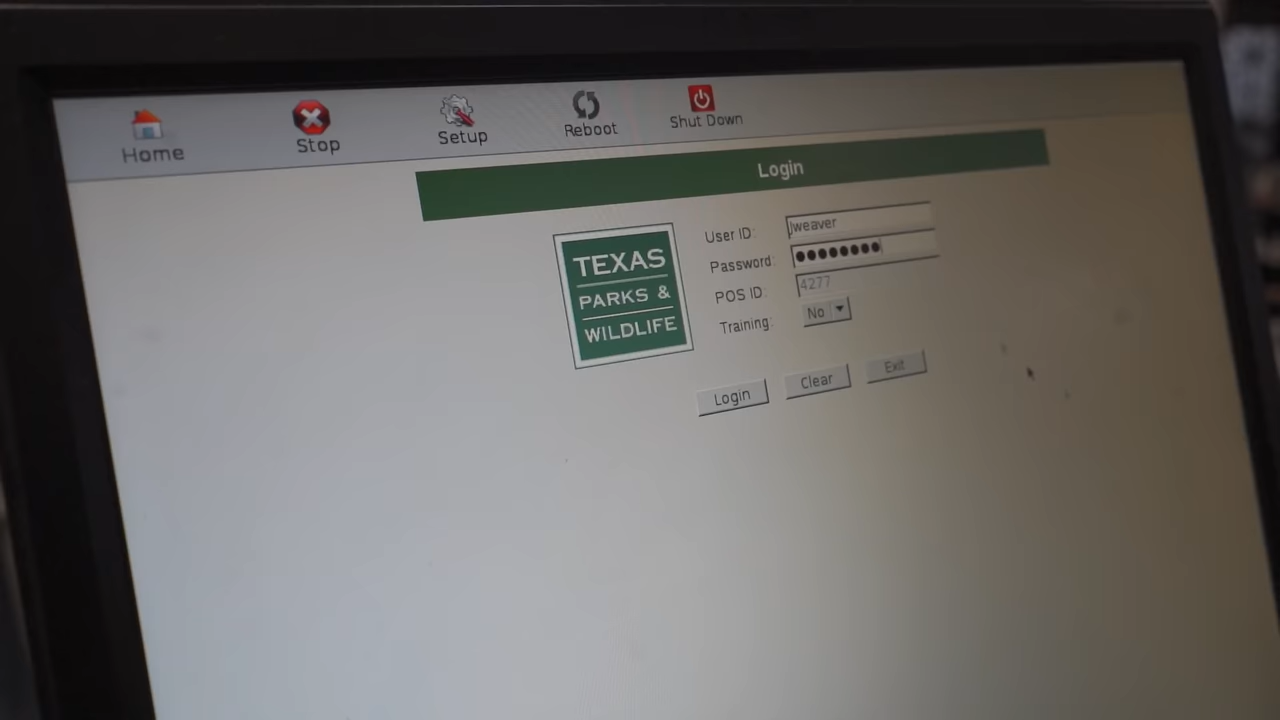 Home
Stop
Setup
Reboot
Shut Down
Login
TEXAS
PARKS &
WILDLIFE
User ID: Jweaver
Password: ●●●●●●●●
POS ID: 4277
Training: No
Login
Clear
Exit